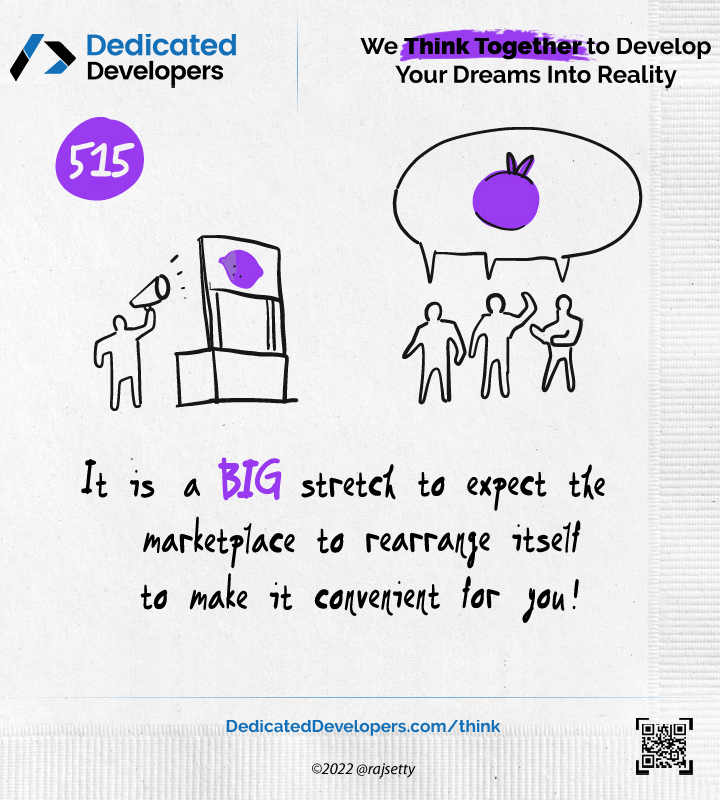 Dedicated
Developers
We Think Together to Develop
Your Dreams Into Reality
515
It is a BIG stretch to expect the
marketplace to rearrange itself
to make it convenient for you!
DedicatedDevelopers.com/think
©2022 @rajsetty